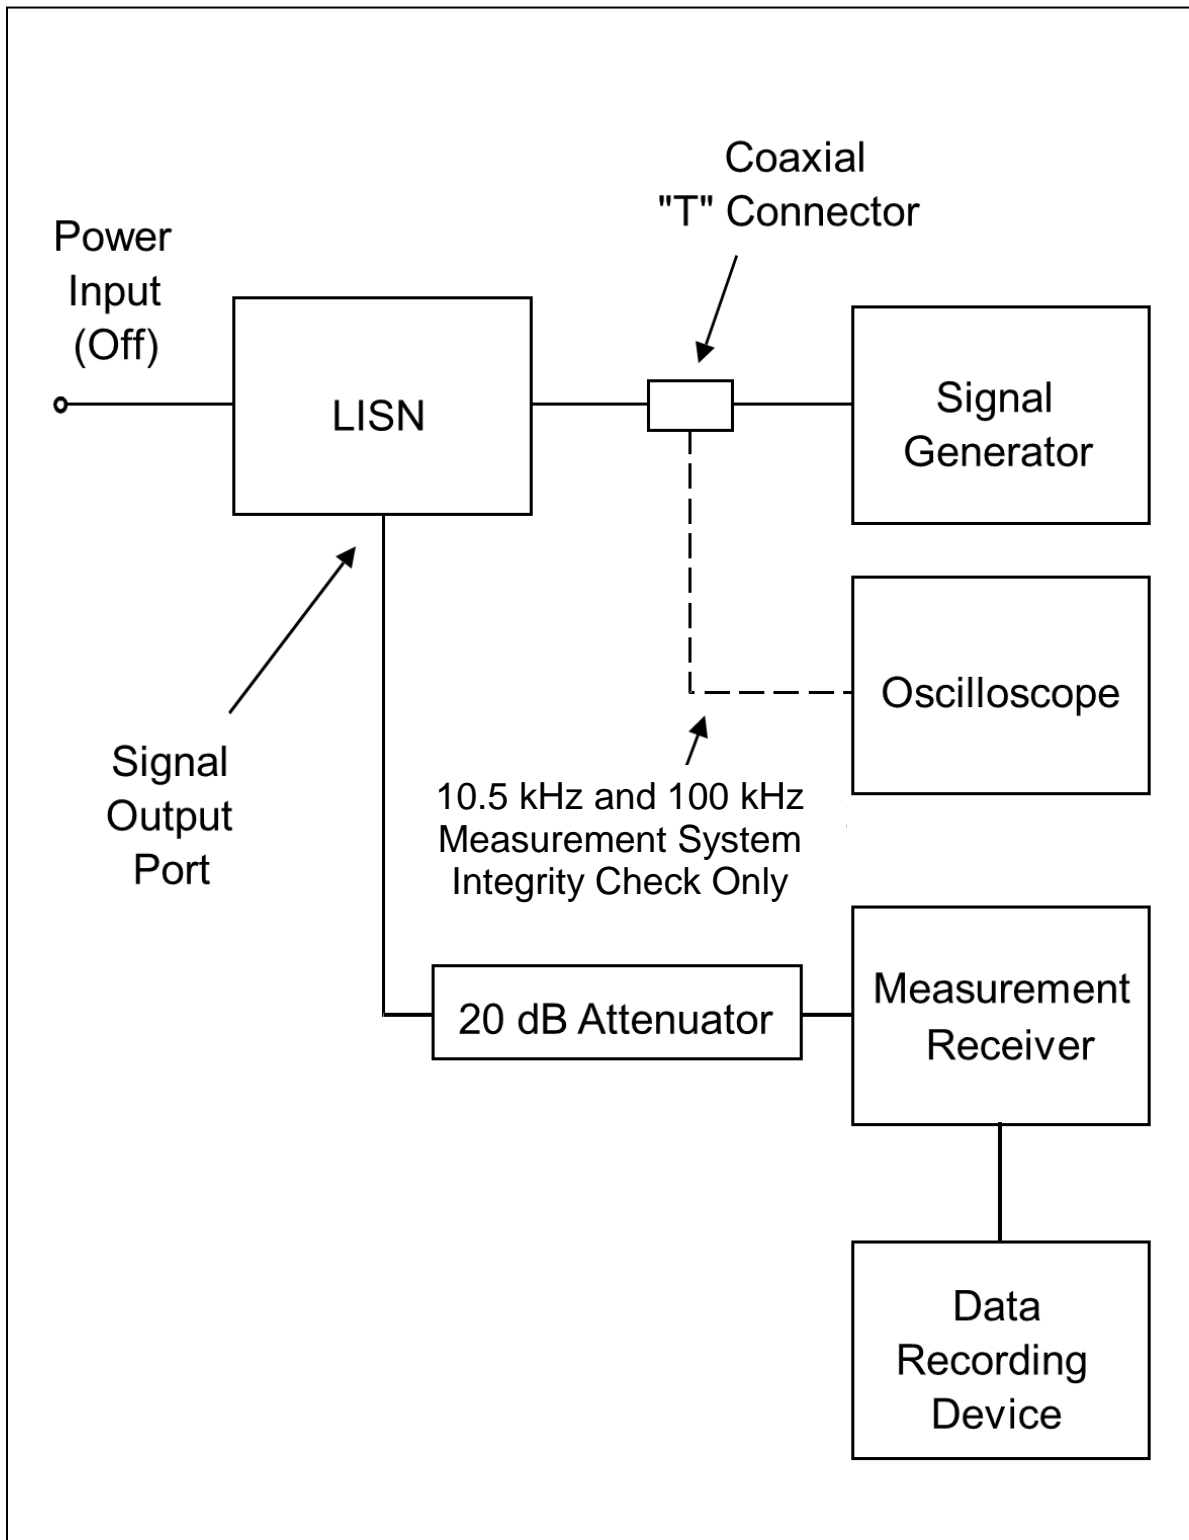 Coaxial
"T" Connector
Power
Input
(Off)
LISN
Signal
Generator
Oscilloscope
Signal
Output
Port
10.5 kHz and 100 kHz
Measurement System
Integrity Check Only
20 dB Attenuator
Measurement
Receiver
Data
Recording
Device